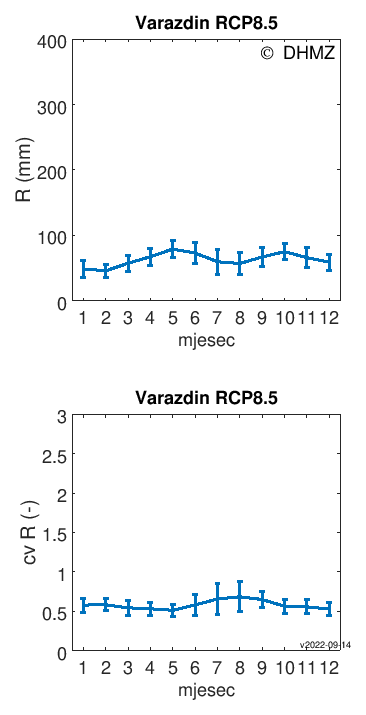 Varazdin RCP8.5
© DHMZ
400
300
200
100
0
R (mm)
1 2 3 4 5 6 7 8 9 10 11 12
mjesec
Varazdin RCP8.5
3
2.5
2
1.5
1
0.5
0
cv R (-)
v2022-09-14
1 2 3 4 5 6 7 8 9 10 11 12
mjesec